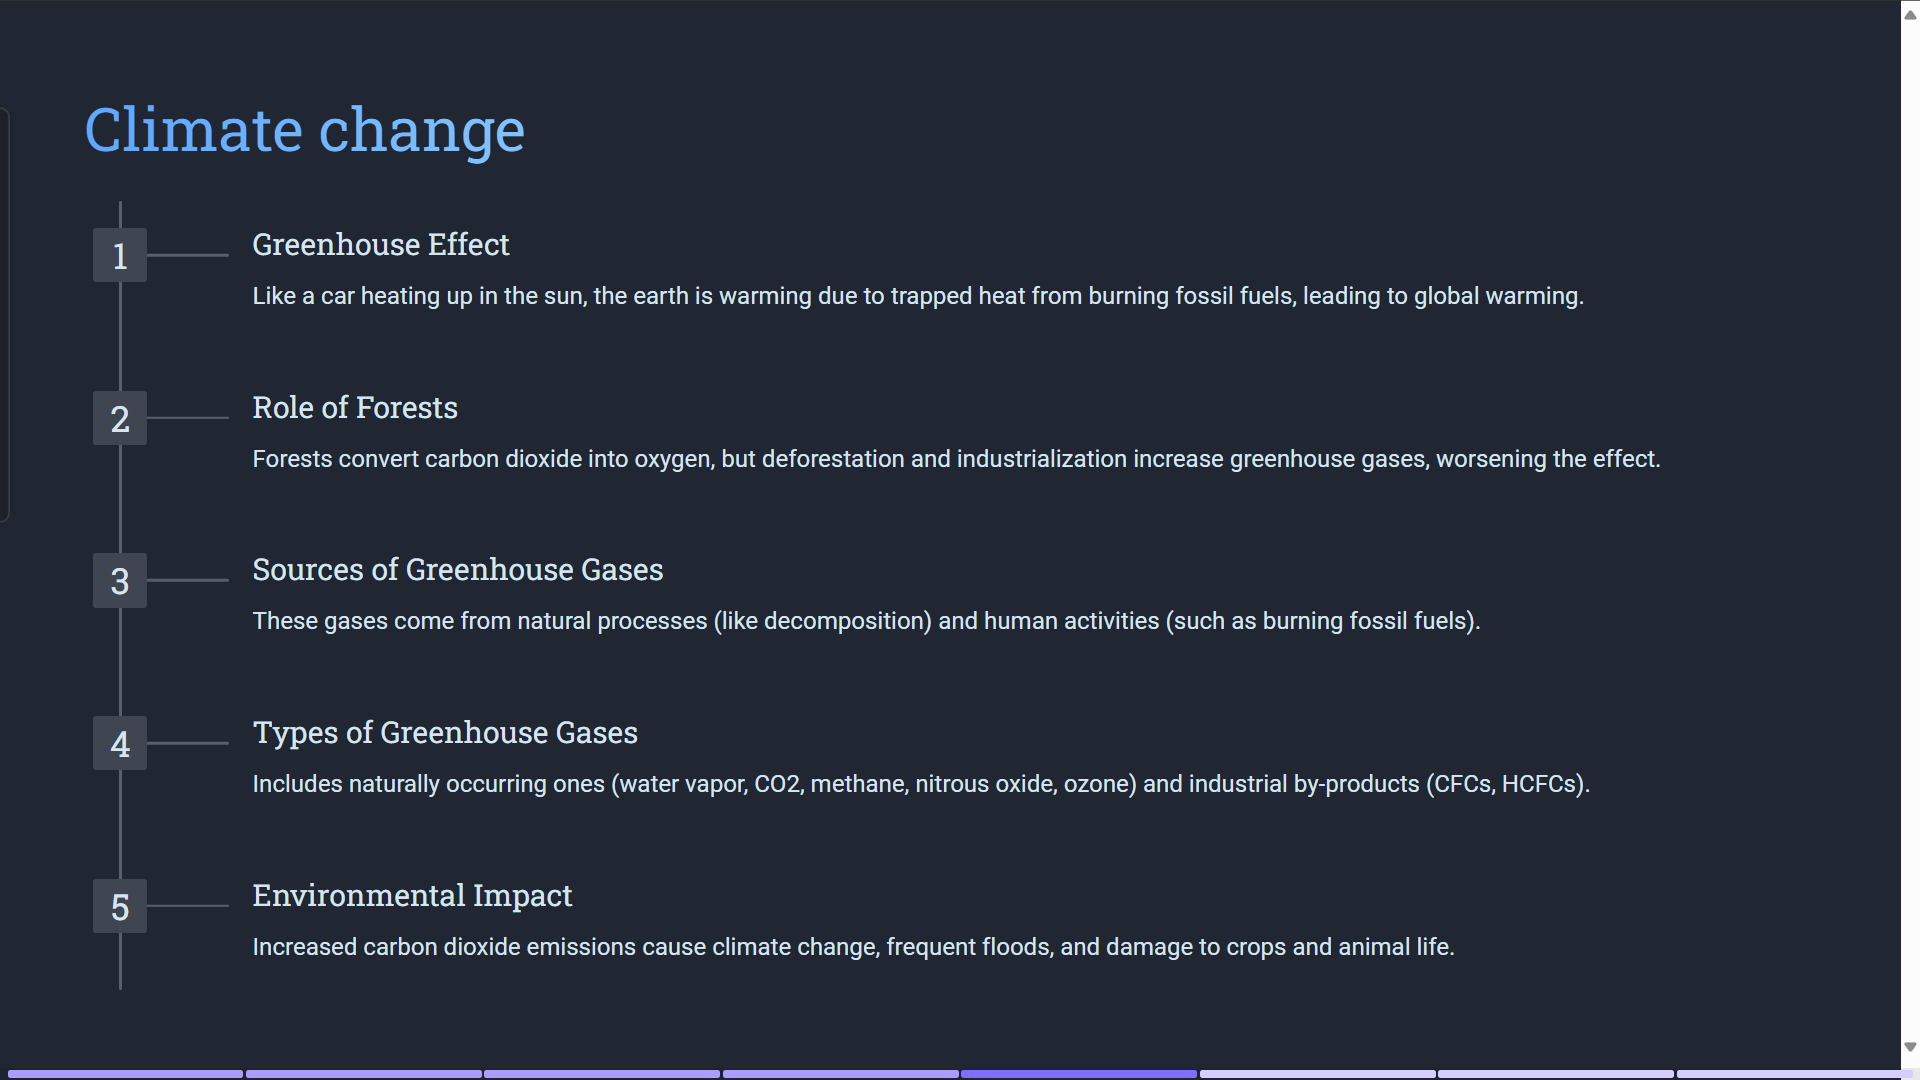 Climate change
1
Greenhouse Effect
Like a car heating up in the sun, the earth is warming due to trapped heat from burning fossil fuels, leading to global warming.
2
Role of Forests
Forests convert carbon dioxide into oxygen, but deforestation and industrialization increase greenhouse gases, worsening the effect.
3
Sources of Greenhouse Gases
These gases come from natural processes (like decomposition) and human activities (such as burning fossil fuels).
4
Types of Greenhouse Gases
Includes naturally occurring ones (water vapor, CO2, methane, nitrous oxide, ozone) and industrial by-products (CFCs, HCFCs).
5
Environmental Impact
Increased carbon dioxide emissions cause climate change, frequent floods, and damage to crops and animal life.